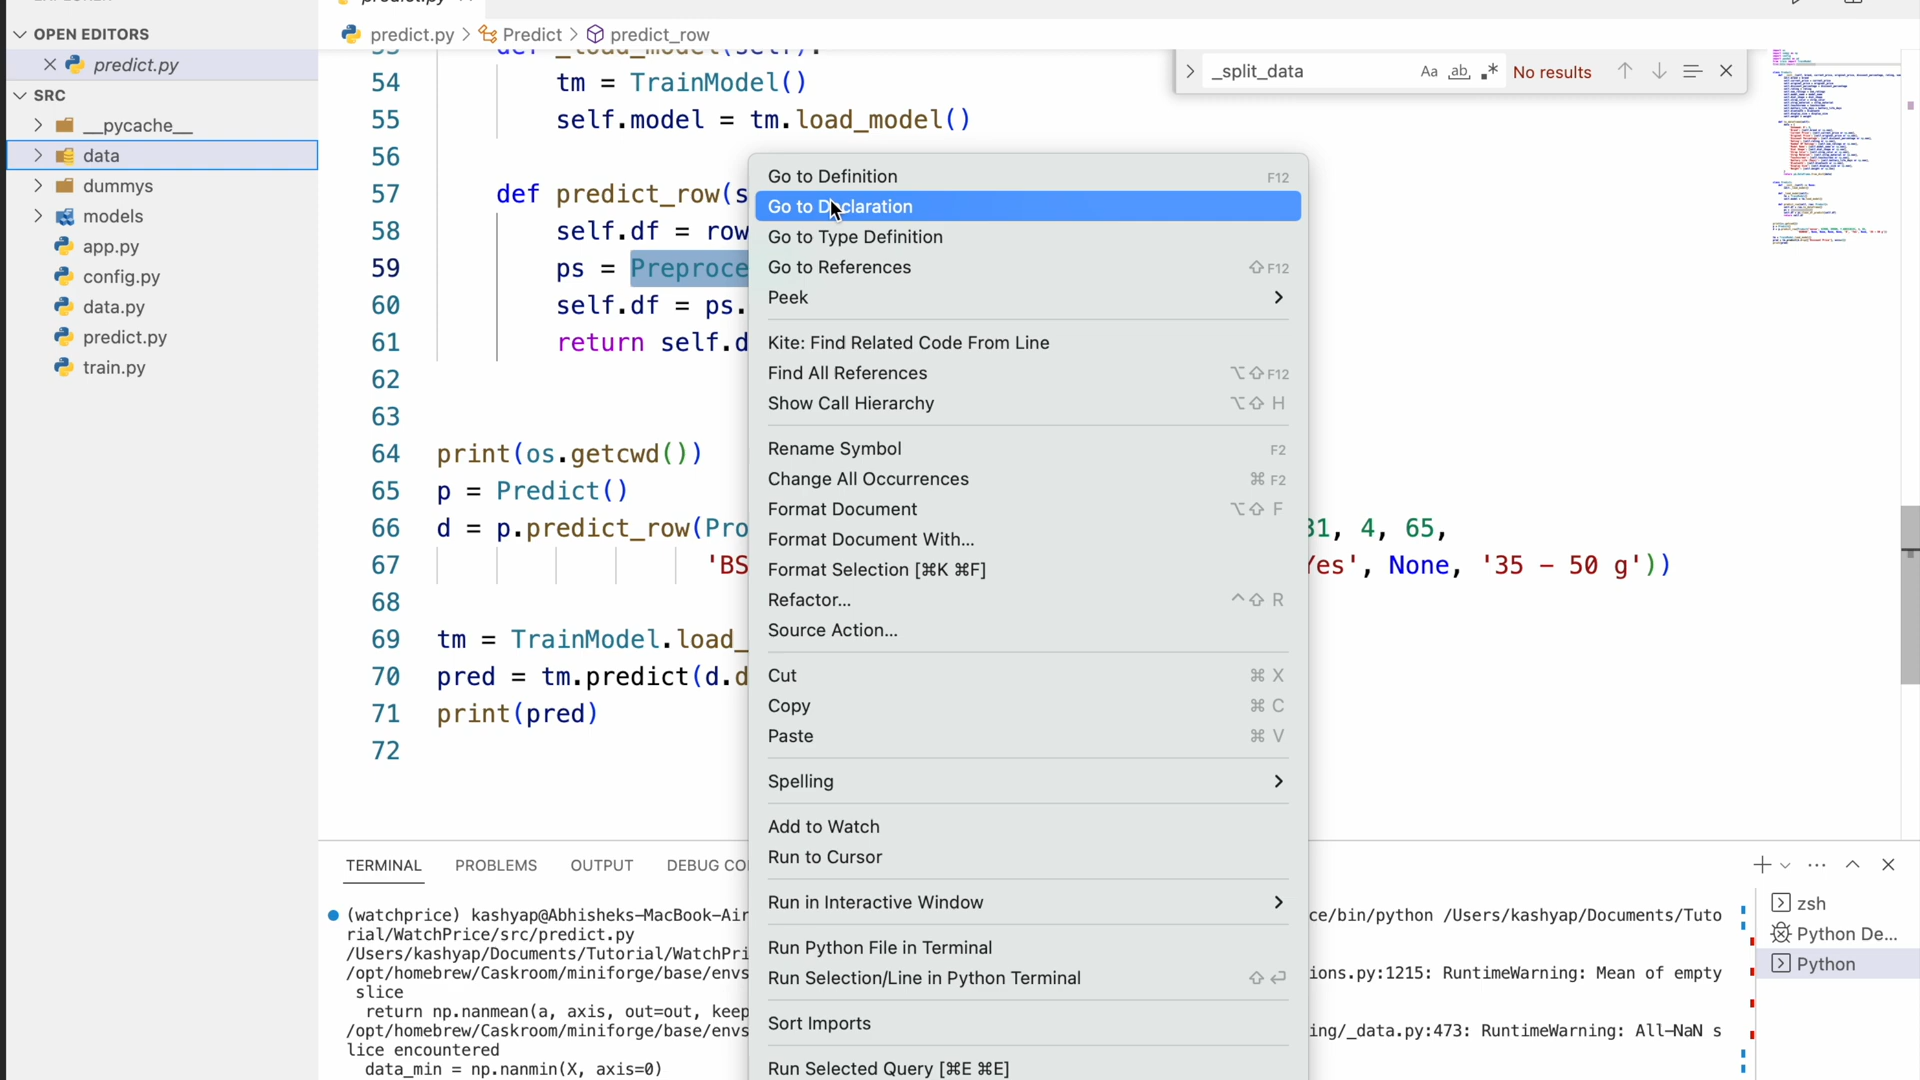 OPEN EDITORS
predict.py
SRC
__pycache__
data
dummys
models
app.py
config.py
data.py
predict.py
train.py
predict.py
predict.py > Predict > predict_row
_split_data
Aa
ab
No results
54 tm = TrainModel()
55 self.model = tm.load_model()
56
57 def predict_row(s
58 self.df = row
59 ps = Preproce
60 self.df = ps.
61 return self.d
62
63
64 print(os.getcwd())
65 p = Predict()
66 d = p.predict_row(Pro 31, 4, 65,
67 'BS Yes', None, '35 - 50 g'))
68
69 tm = TrainModel.load_
70 pred = tm.predict(d.d
71 print(pred)
72
Go to Definition F12
Go to Declaration
Go to Type Definition
Go to References ⇧F12
Peek
Kite: Find Related Code From Line
Find All References ⌥⇧F12
Show Call Hierarchy ⌥⇧ H
Rename Symbol F2
Change All Occurrences ⌘ F2
Format Document ⌥⇧ F
Format Document With...
Format Selection [⌘K ⌘F]
Refactor... ^⇧ R
Source Action...
Cut ⌘ X
Copy ⌘ C
Paste ⌘ V
Spelling
Add to Watch
Run to Cursor
Run in Interactive Window
Run Python File in Terminal
Run Selection/Line in Python Terminal ⇧⏎
Sort Imports
Run Selected Query [⌘E ⌘E]
TERMINAL PROBLEMS OUTPUT DEBUG CO
(watchprice) kashyap@Abhisheks-MacBook-Air ce/bin/python /Users/kashyap/Documents/Tuto
rial/WatchPrice/src/predict.py
/Users/kashyap/Documents/Tutorial/WatchPri
/opt/homebrew/Caskroom/miniforge/base/envs ions.py:1215: RuntimeWarning: Mean of empty
slice
return np.nanmean(a, axis, out=out, keep
/opt/homebrew/Caskroom/miniforge/base/envs ing/_data.py:473: RuntimeWarning: All-NaN s
lice encountered
data_min = np.nanmin(X, axis=0)
zsh
Python De...
Python